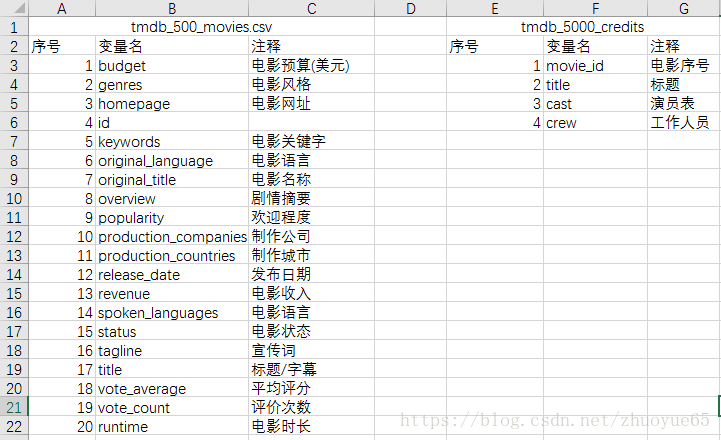 A B C D E F G
1 tmdb_500_movies.csv tmdb_5000_credits
2 序号 变量名 注释 序号 变量名 注释
3 1 budget 电影预算(美元) 1 movie_id 电影序号
4 2 genres 电影风格 2 title 标题
5 3 homepage 电影网址 3 cast 演员表
6 4 id 4 crew 工作人员
7 5 keywords 电影关键字
8 6 original_language 电影语言
9 7 original_title 电影名称
10 8 overview 剧情摘要
11 9 popularity 欢迎程度
12 10 production_companies 制作公司
13 11 production_countries 制作城市
14 12 release_date 发布日期
15 13 revenue 电影收入
16 14 spoken_languages 电影语言
17 15 status 电影状态
18 16 tagline 宣传词
19 17 title 标题/字幕
20 18 vote_average 平均评分
21 19 vote_count 评价次数
22 20 runtime 电影时长
https://blog.csdn.net/zhuoyue65